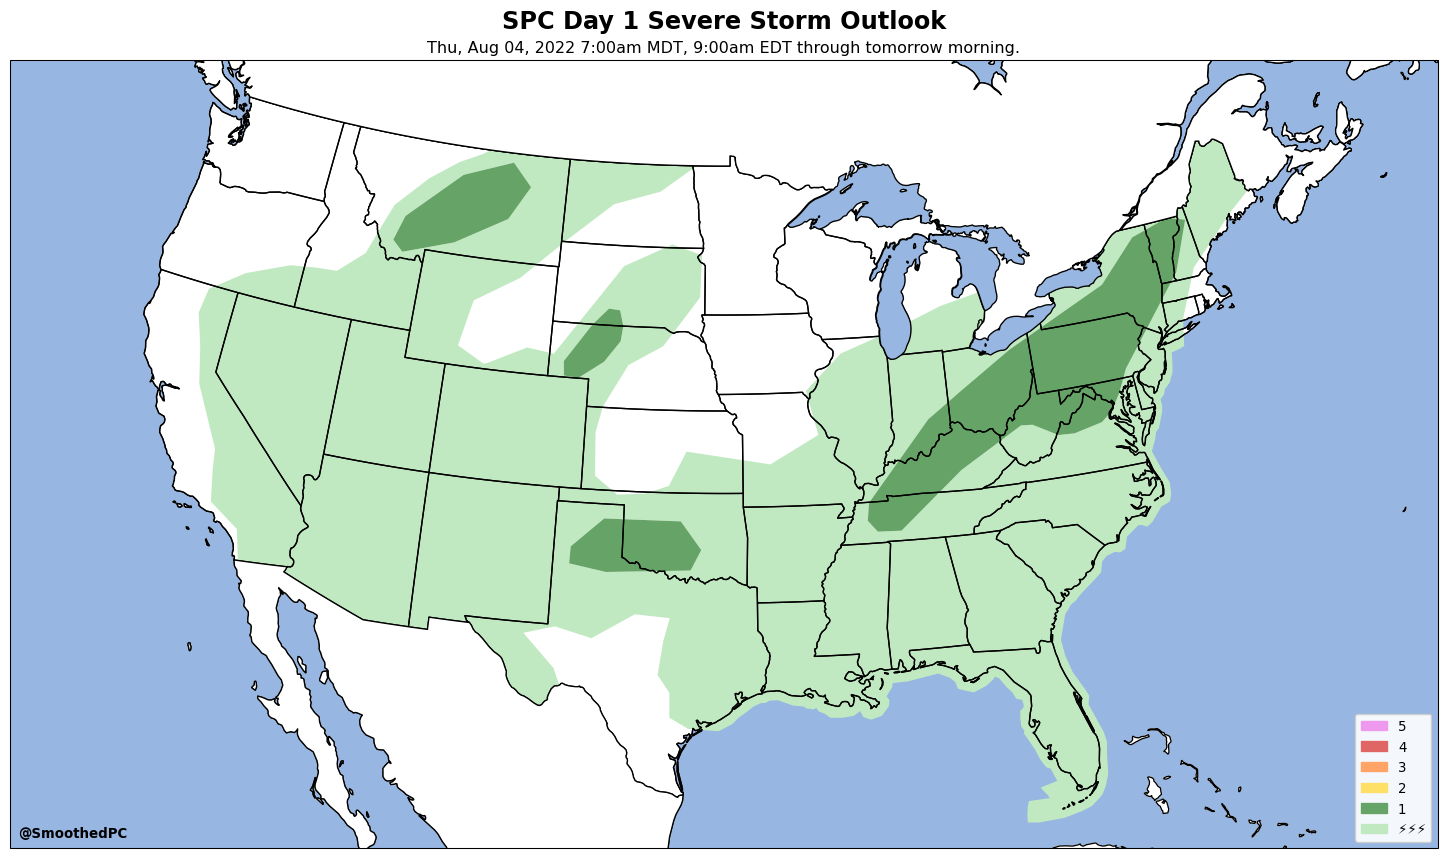 SPC Day 1 Severe Storm Outlook
Thu, Aug 04, 2022 7:00am MDT, 9:00am EDT through tomorrow morning.
5
4
3
2
1
⚡⚡⚡
@SmoothedPC